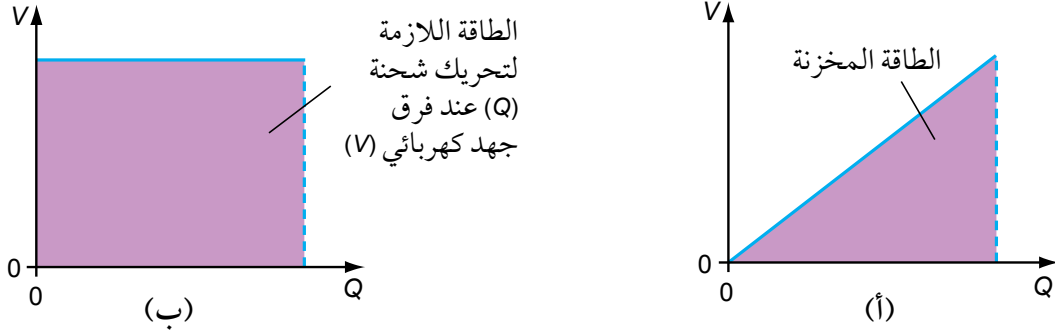 V
الطاقة المخزنة
0
0
Q
(أ)
V
الطاقة اللازمة
لتحريك شحنة
(Q) عند فرق
جهد كهربائي (V)
0
0
Q
(ب)